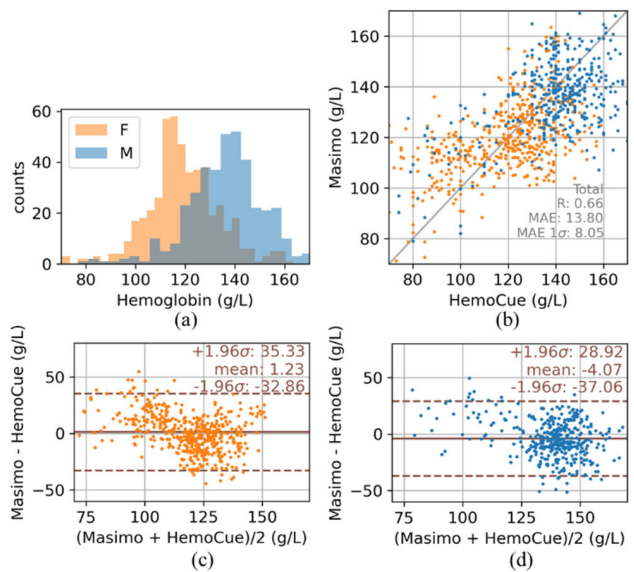 60
40
20
0
counts
F
M
80
100
120
140
160
Hemoglobin (g/L)
(a)
160
140
120
100
80
Masimo (g/L)
Total
R: 0.66
MAE: 13.80
MAE 1σ: 8.05
80
100
120
140
160
HemoCue (g/L)
(b)
50
0
−50
Masimo - HemoCue (g/L)
+1.96σ: 35.33
mean: 1.23
-1.96σ: -32.86
75
100
125
150
(Masimo + HemoCue)/2 (g/L)
(c)
50
0
−50
Masimo - HemoCue (g/L)
+1.96σ: 28.92
mean: -4.07
-1.96σ: -37.06
75
100
125
150
(Masimo + HemoCue)/2 (g/L)
(d)